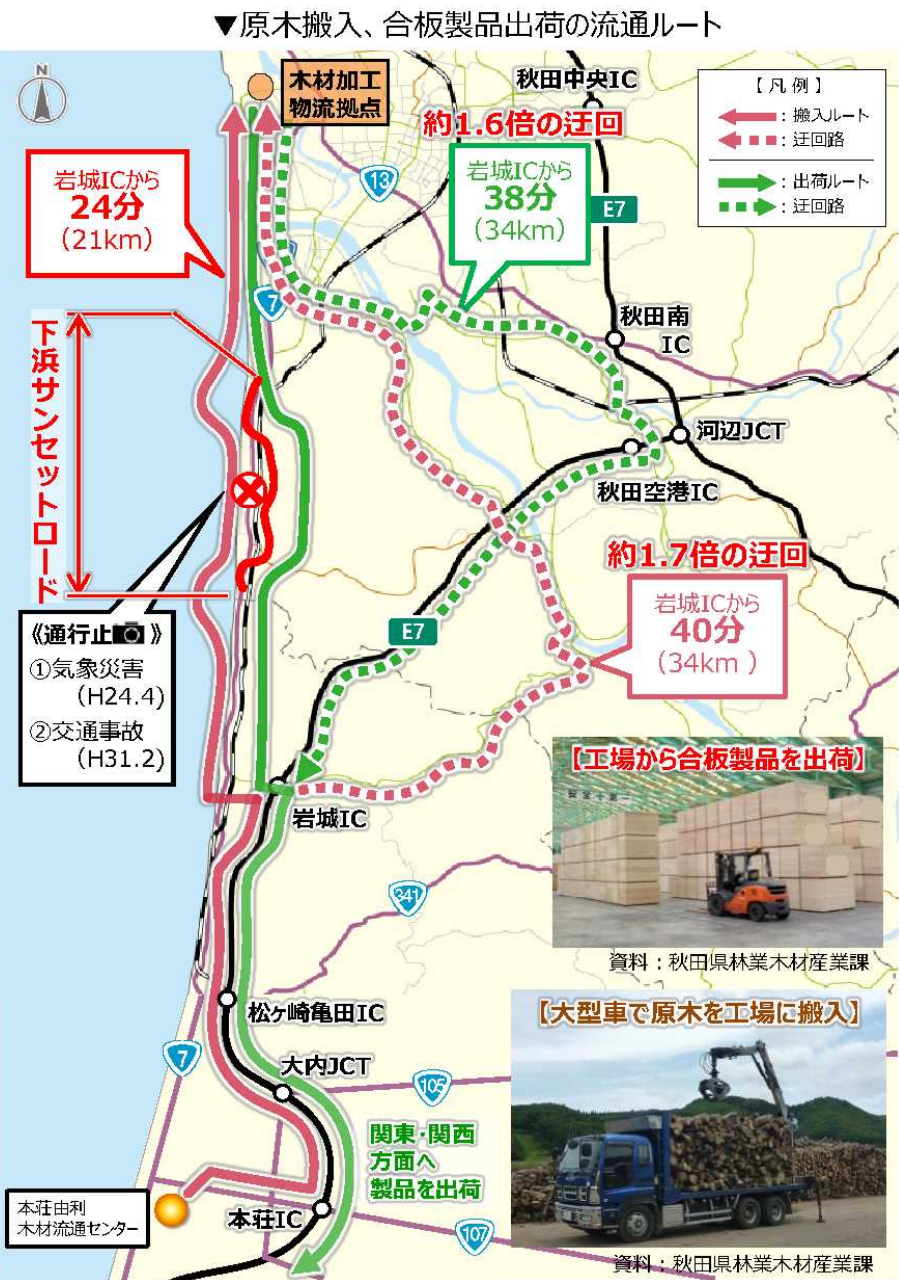 ▼原木搬入、合板製品出荷の流通ルート
N
木材加工
物流拠点
秋田中央IC
【凡例】
：搬入ルート
：迂回路
：出荷ルート
：迂回路
約1.6倍の迂回
岩城ICから
24分
(21km)
13
岩城ICから
38分
(34km)
E7
7
秋田南
IC
下浜サンセットロード
河辺JCT
秋田空港IC
約1.7倍の迂回
岩城ICから
40分
(34km )
E7
《通行止📷》
①気象災害
(H24.4)
②交通事故
(H31.2)
【工場から合板製品を出荷】
安全十第一
岩城IC
341
資料：秋田県林業木材産業課
松ヶ崎亀田IC
【大型車で原木を工場に搬入】
7
大内JCT
105
関東・関西
方面へ
製品を出荷
本荘由利
木材流通センター
本荘IC
107
資料：秋田県林業木材産業課